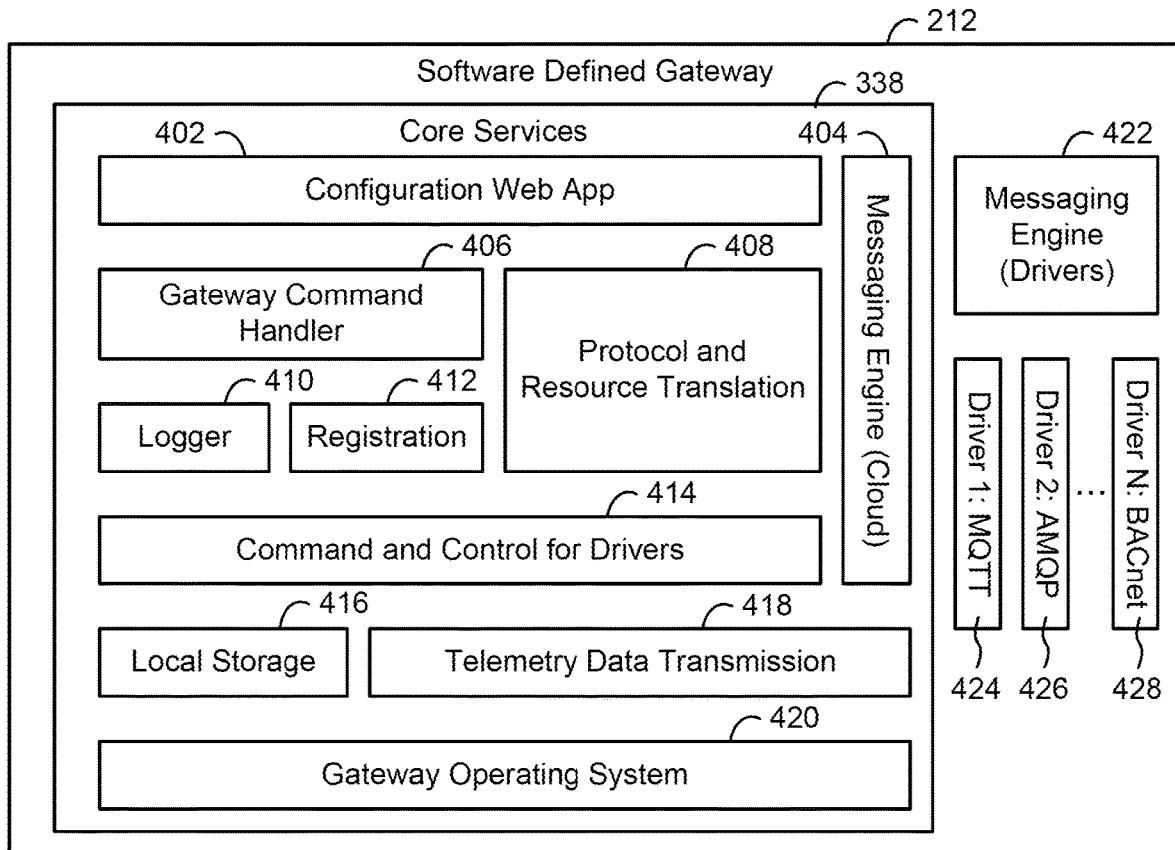 212
Software Defined Gateway
338
Core Services
402
404
422
Configuration Web App
Messaging Engine (Cloud)
Messaging
Engine
(Drivers)
406
408
Gateway Command
Handler
Protocol and
Resource Translation
410
412
Logger
Registration
Driver 1: MQTT
Driver 2: AMQP
...
Driver N: BACnet
414
Command and Control for Drivers
416
418
Local Storage
Telemetry Data Transmission
424
426
428
420
Gateway Operating System